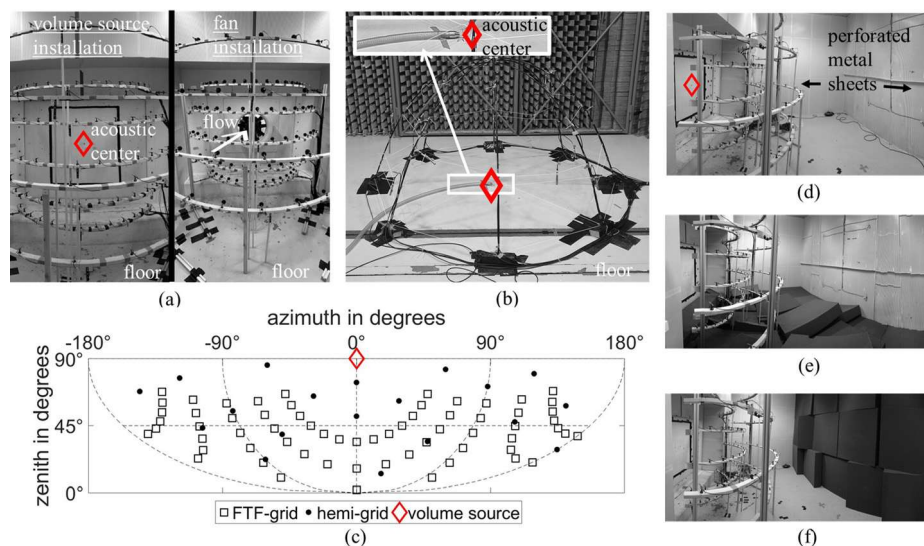 volume source
installation
fan
installation
flow
acoustic
center
floor
floor
(a)
acoustic
center
floor
(b)
azimuth in degrees
-180° -90° 0° 90° 180°
zenith in degrees
90°
45°
0°
FTF-grid hemi-grid volume source
(c)
perforated
metal
sheets
(d)
(e)
(f)